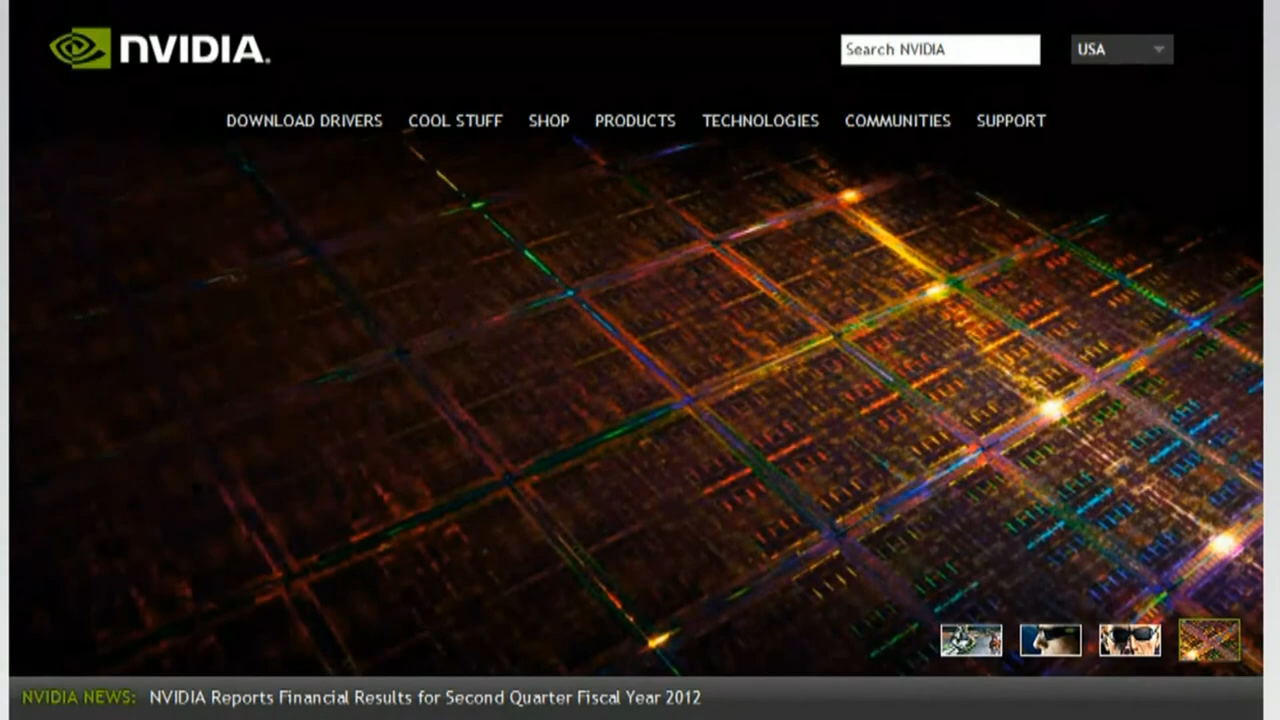 NVIDIA.
Search NVIDIA
USA
DOWNLOAD DRIVERS COOL STUFF SHOP PRODUCTS TECHNOLOGIES COMMUNITIES SUPPORT
NVIDIA NEWS: NVIDIA Reports Financial Results for Second Quarter Fiscal Year 2012